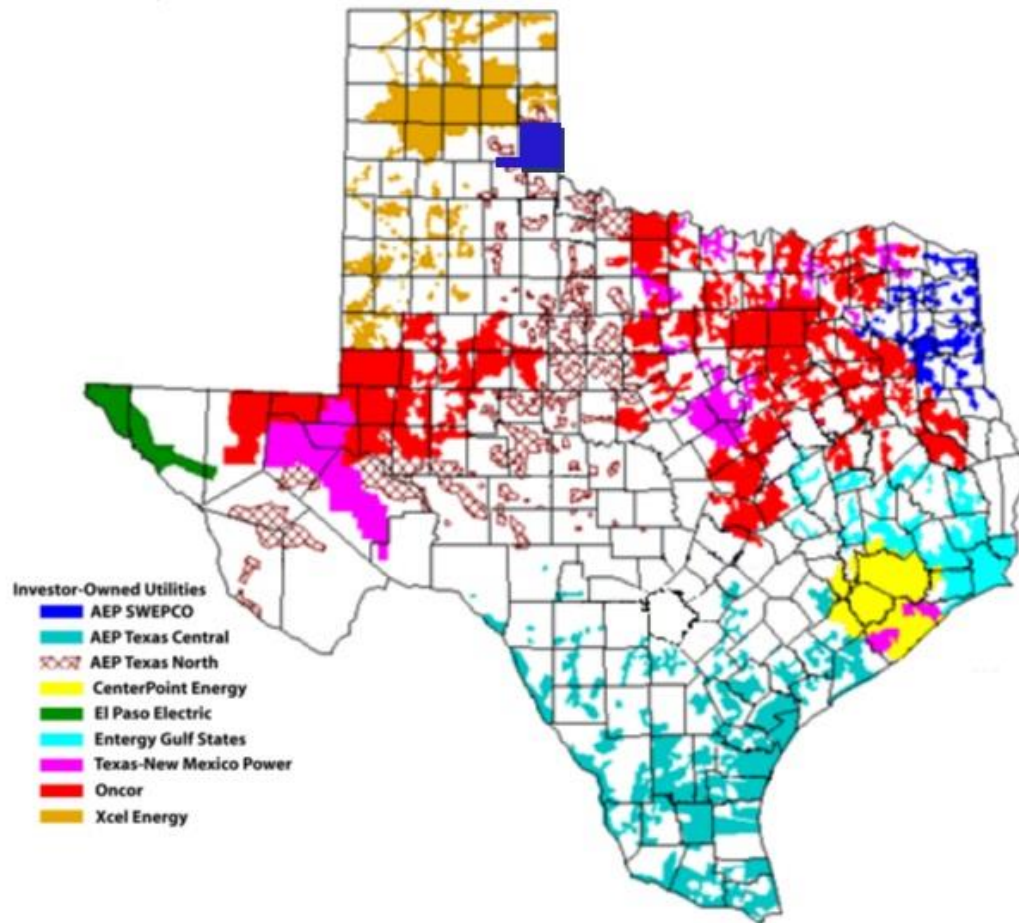 Investor-Owned Utilities
AEP SWEPCO
AEP Texas Central
AEP Texas North
CenterPoint Energy
El Paso Electric
Entergy Gulf States
Texas-New Mexico Power
Oncor
Xcel Energy